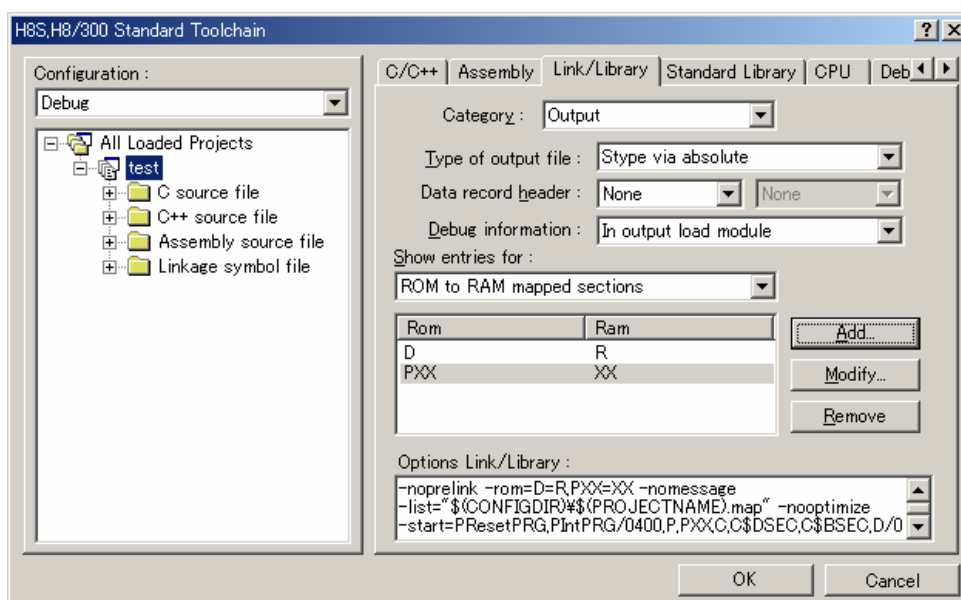 H8S,H8/300 Standard Toolchain
Configuration :
Debug
All Loaded Projects
test
C source file
C++ source file
Assembly source file
Linkage symbol file
C/C++ Assembly Link/Library Standard Library CPU Deb
Category : Output
Type of output file : Stype via absolute
Data record header : None None
Debug information : In output load module
Show entries for :
ROM to RAM mapped sections
Rom Ram
D R
PXX XX
Add...
Modify...
Remove
Options Link/Library :
-noprelink -rom=D=R,PXX=XX -nomessage
-list="$(CONFIGDIR)¥$(PROJECTNAME).map" -nooptimize
-start=PResetPRG,PIntPRG/0400,P,PXX,C,C$DSEC,C$BSEC,D/0
OK Cancel